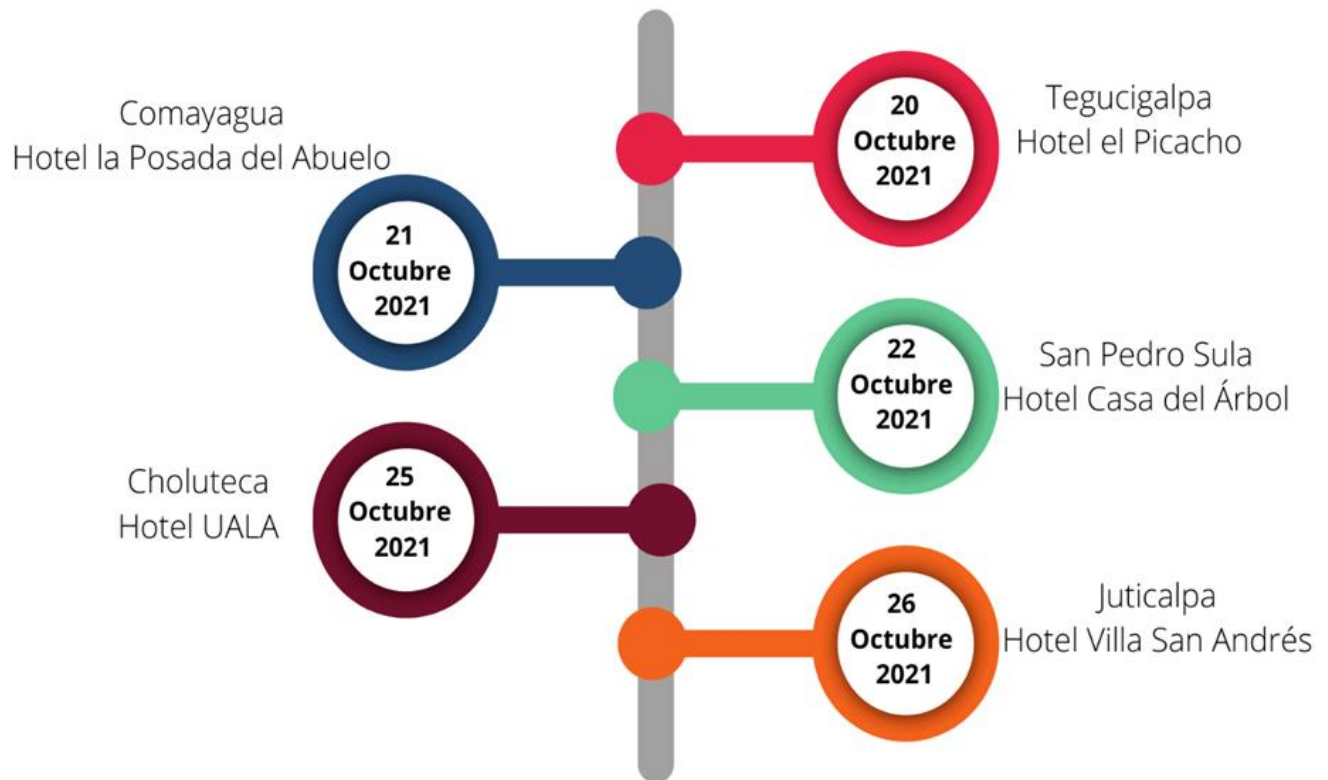 20
Octubre
2021
Tegucigalpa
Hotel el Picacho
Comayagua
Hotel la Posada del Abuelo
21
Octubre
2021
22
Octubre
2021
San Pedro Sula
Hotel Casa del Árbol
Choluteca
Hotel UALA
25
Octubre
2021
26
Octubre
2021
Juticalpa
Hotel Villa San Andrés